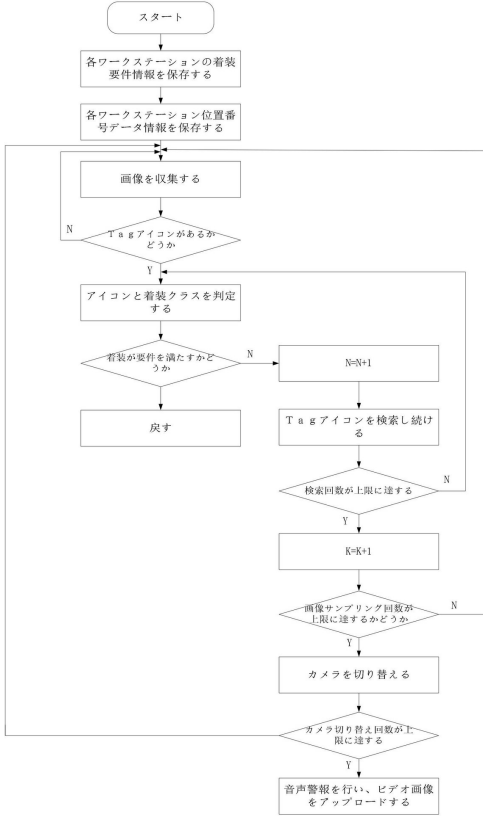 スタート
各ワークステーションの着装
要件情報を保存する
各ワークステーション位置番
号データ情報を保存する
画像を収集する
N
Ｔａｇアイコンがあるか
どうか
Y
アイコンと着装クラスを判定
する
着装が要件を満たすかど
うか
N
N=N+1
Y
戻す
Ｔａｇアイコンを検索し続け
る
検索回数が上限に達する
N
Y
K=K+1
画像サンプリング回数が
上限に達するかどうか
N
Y
カメラを切り替える
カメラ切り替え回数が上
限に達する
N
Y
音声警報を行い、ビデオ画像
をアップロードする